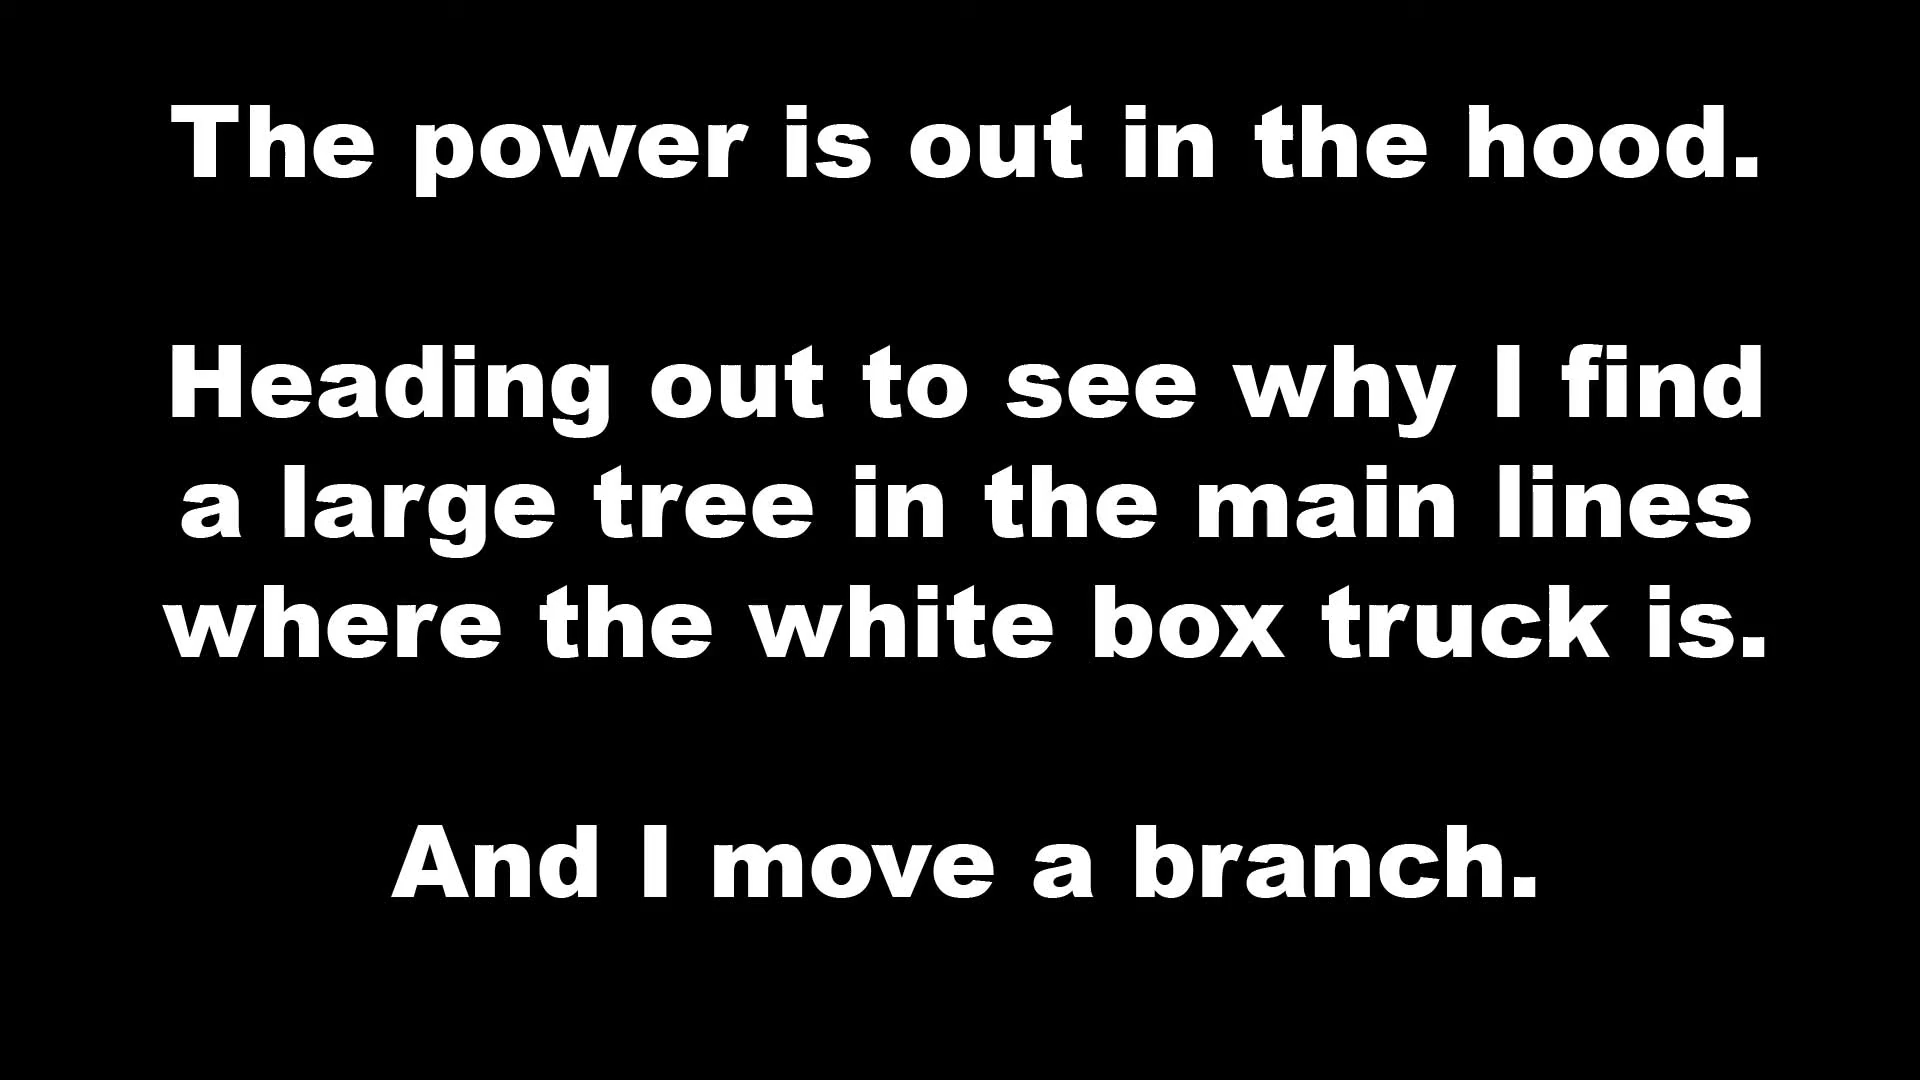 The power is out in the hood.
Heading out to see why I find
a large tree in the main lines
where the white box truck is.
And I move a branch.